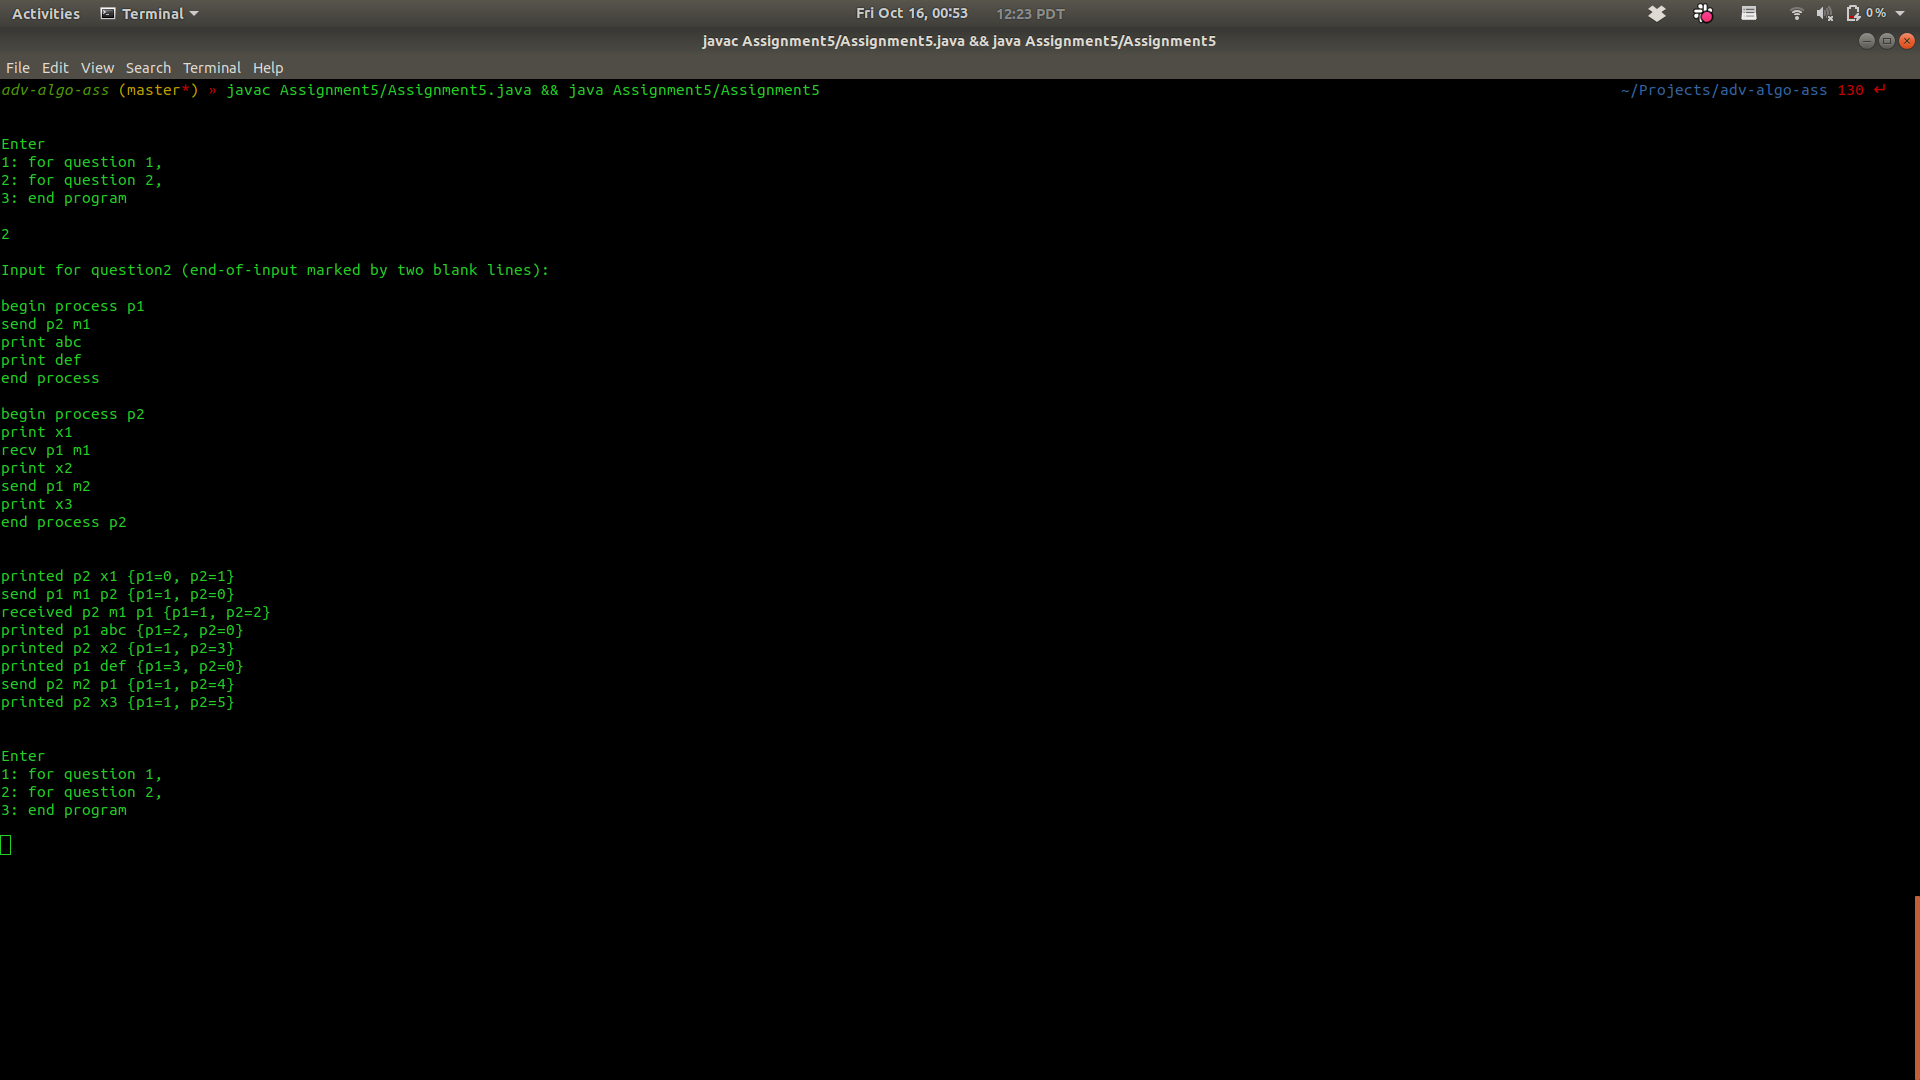 Activities Terminal Fri Oct 16, 00:53 12:23 PDT 0 %
javac Assignment5/Assignment5.java && java Assignment5/Assignment5
File Edit View Search Terminal Help
adv-algo-ass (master*) » javac Assignment5/Assignment5.java && java Assignment5/Assignment5 ~/Projects/adv-algo-ass 130 ↵
Enter
1: for question 1,
2: for question 2,
3: end program
2
Input for question2 (end-of-input marked by two blank lines):
begin process p1
send p2 m1
print abc
print def
end process
begin process p2
print x1
recv p1 m1
print x2
send p1 m2
print x3
end process p2
printed p2 x1 {p1=0, p2=1}
send p1 m1 p2 {p1=1, p2=0}
received p2 m1 p1 {p1=1, p2=2}
printed p1 abc {p1=2, p2=0}
printed p2 x2 {p1=1, p2=3}
printed p1 def {p1=3, p2=0}
send p2 m2 p1 {p1=1, p2=4}
printed p2 x3 {p1=1, p2=5}
Enter
1: for question 1,
2: for question 2,
3: end program